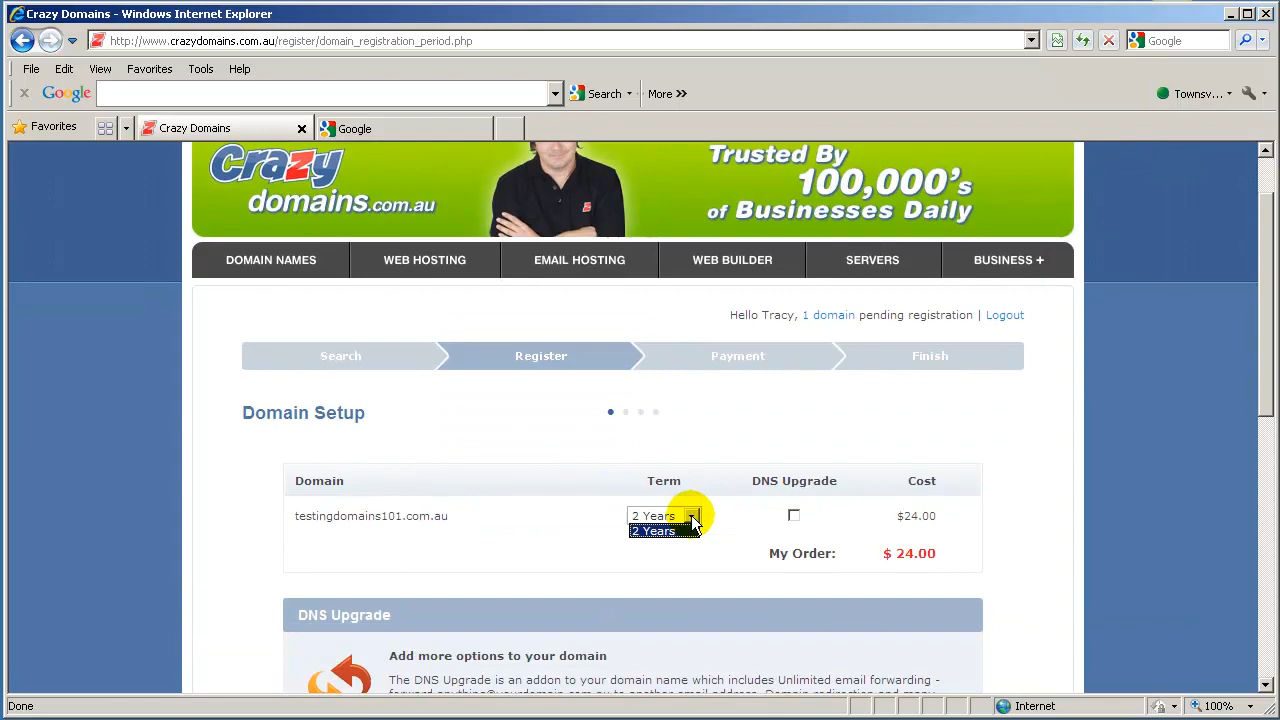 Crazy Domains - Windows Internet Explorer
http://www.crazydomains.com.au/register/domain_registration_period.php
Google
File Edit View Favorites Tools Help
Google Search More »
Townsv...
Favorites
Crazy Domains
Google
Crazy
domains.com.au
Trusted By
100,000's
of Businesses Daily
DOMAIN NAMES WEB HOSTING EMAIL HOSTING WEB BUILDER SERVERS BUSINESS +
Hello Tracy, 1 domain pending registration | Logout
Search Register Payment Finish
Domain Setup
Domain Term DNS Upgrade Cost
testingdomains101.com.au 2 Years $24.00
2 Years
My Order: $ 24.00
DNS Upgrade
Add more options to your domain
The DNS Upgrade is an addon to your domain name which includes Unlimited email forwarding -
Done Internet 100%